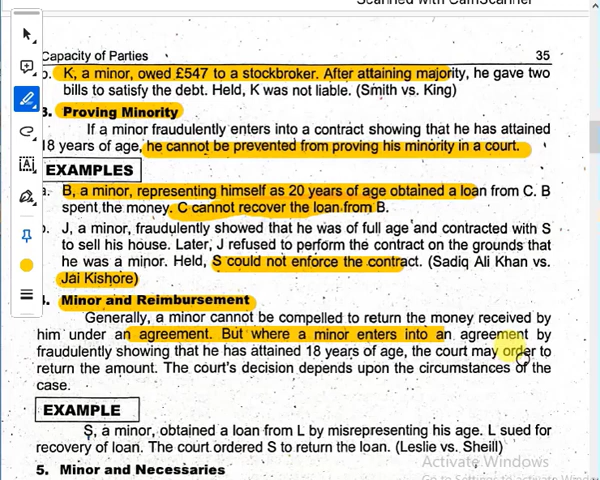 Scanned with CamScanner
Capacity of Parties 35
K, a minor, owed £547 to a stockbroker. After attaining majority, he gave two
bills to satisfy the debt. Held, K was not liable. (Smith vs. King)
3. Proving Minority
If a minor fraudulently enters into a contract showing that he has attained
18 years of age, he cannot be prevented from proving his minority in a court.
EXAMPLES
a. B, a minor, representing himself as 20 years of age obtained a loan from C. B
spent the money. C cannot recover the loan from B.
J, a minor, fraudulently showed that he was of full age and contracted with S
to sell his house. Later, J refused to perform the contract on the grounds that
he was a minor. Held, S could not enforce the contract. (Sadiq Ali Khan vs.
Jai Kishore)
4. Minor and Reimbursement
Generally, a minor cannot be compelled to return the money received by
him under an agreement. But where a minor enters into an agreement by
fraudulently showing that he has attained 18 years of age, the court may order to
return the amount. The court's decision depends upon the circumstances of the
case.
EXAMPLE
S, a minor, obtained a loan from L by misrepresenting his age. L sued for
recovery of loan. The court ordered S to return the loan. (Leslie vs. Sheill)
Activate Windows
5. Minor and Necessaries